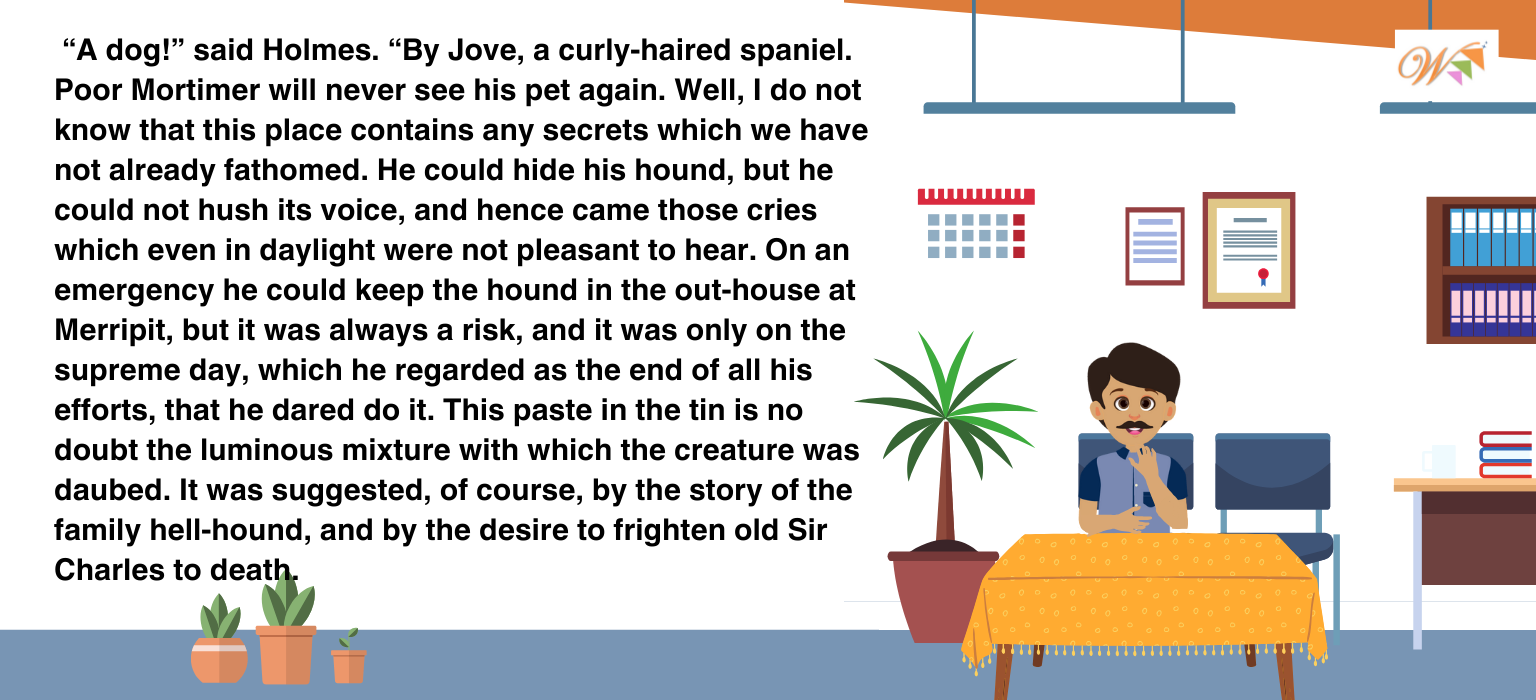 “A dog!” said Holmes. “By Jove, a curly-haired spaniel.
Poor Mortimer will never see his pet again. Well, I do not
know that this place contains any secrets which we have
not already fathomed. He could hide his hound, but he
could not hush its voice, and hence came those cries
which even in daylight were not pleasant to hear. On an
emergency he could keep the hound in the out-house at
Merripit, but it was always a risk, and it was only on the
supreme day, which he regarded as the end of all his
efforts, that he dared do it. This paste in the tin is no
doubt the luminous mixture with which the creature was
daubed. It was suggested, of course, by the story of the
family hell-hound, and by the desire to frighten old Sir
Charles to death.
W